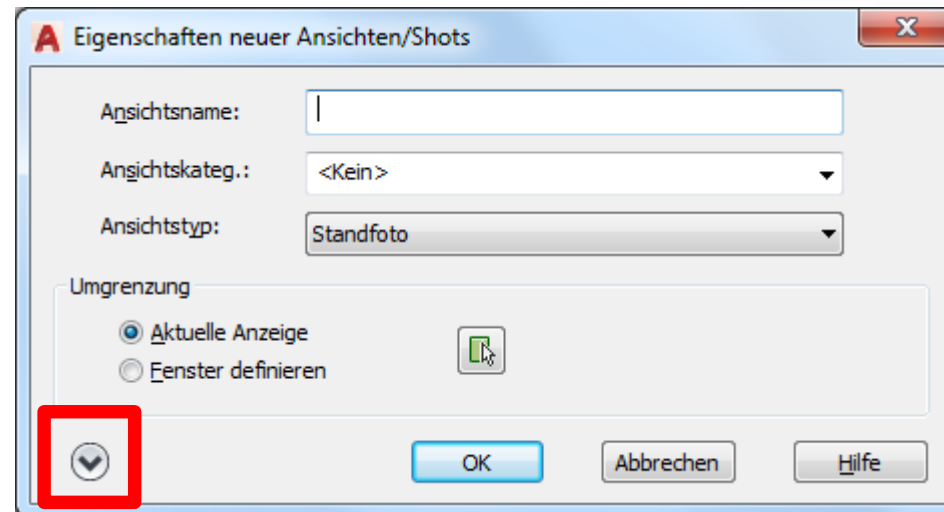 Eigenschaften neuer Ansichten/Shots
Ansichtsname:
Ansichtskateg.: <Kein>
Ansichtstyp: Standfoto
Umgrenzung
Aktuelle Anzeige
Fenster definieren
OK Abbrechen Hilfe